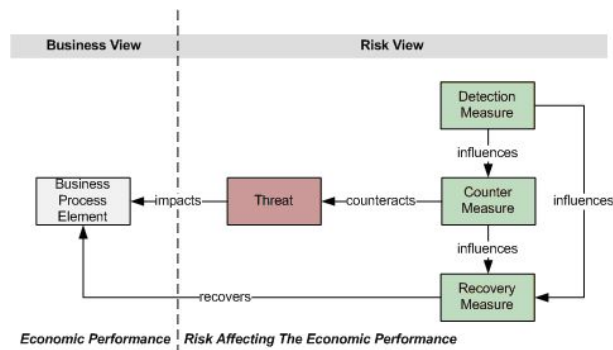 Business View
Risk View
Detection
Measure
influences
Business
Process
Element
impacts
Threat
counteracts
Counter
Measure
influences
influences
recovers
Recovery
Measure
Economic Performance
Risk Affecting The Economic Performance